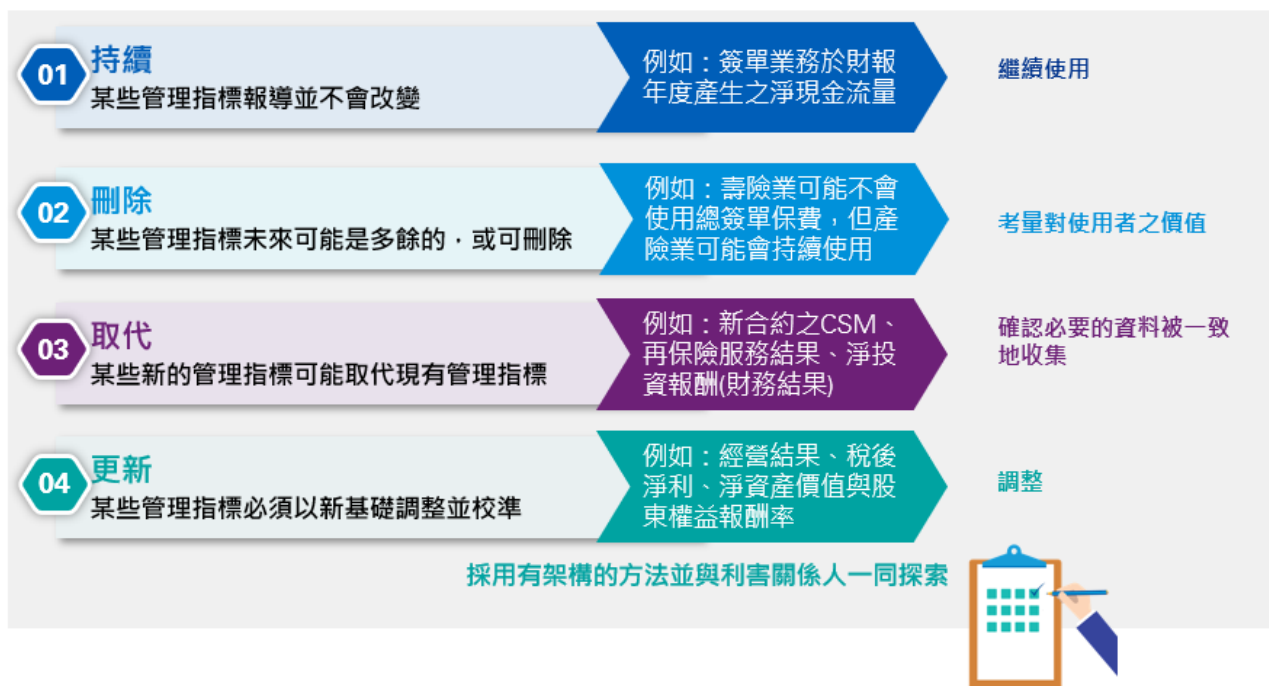 01
持續
某些管理指標報導並不會改變
例如：簽單業務於財報
年度產生之淨現金流量
繼續使用
02
刪除
某些管理指標未來可能是多餘的，或可刪除
例如：壽險業可能不會
使用總簽單保費，但產
險業可能會持續使用
考量對使用者之價值
03
取代
某些新的管理指標可能取代現有管理指標
例如：新合約之CSM、
再保險服務結果、淨投
資報酬(財務結果)
確認必要的資料被一致
地收集
04
更新
某些管理指標必須以新基礎調整並校準
例如：經營結果、稅後
淨利、淨資產價值與股
東權益報酬率
調整
採用有架構的方法並與利害關係人一同探索